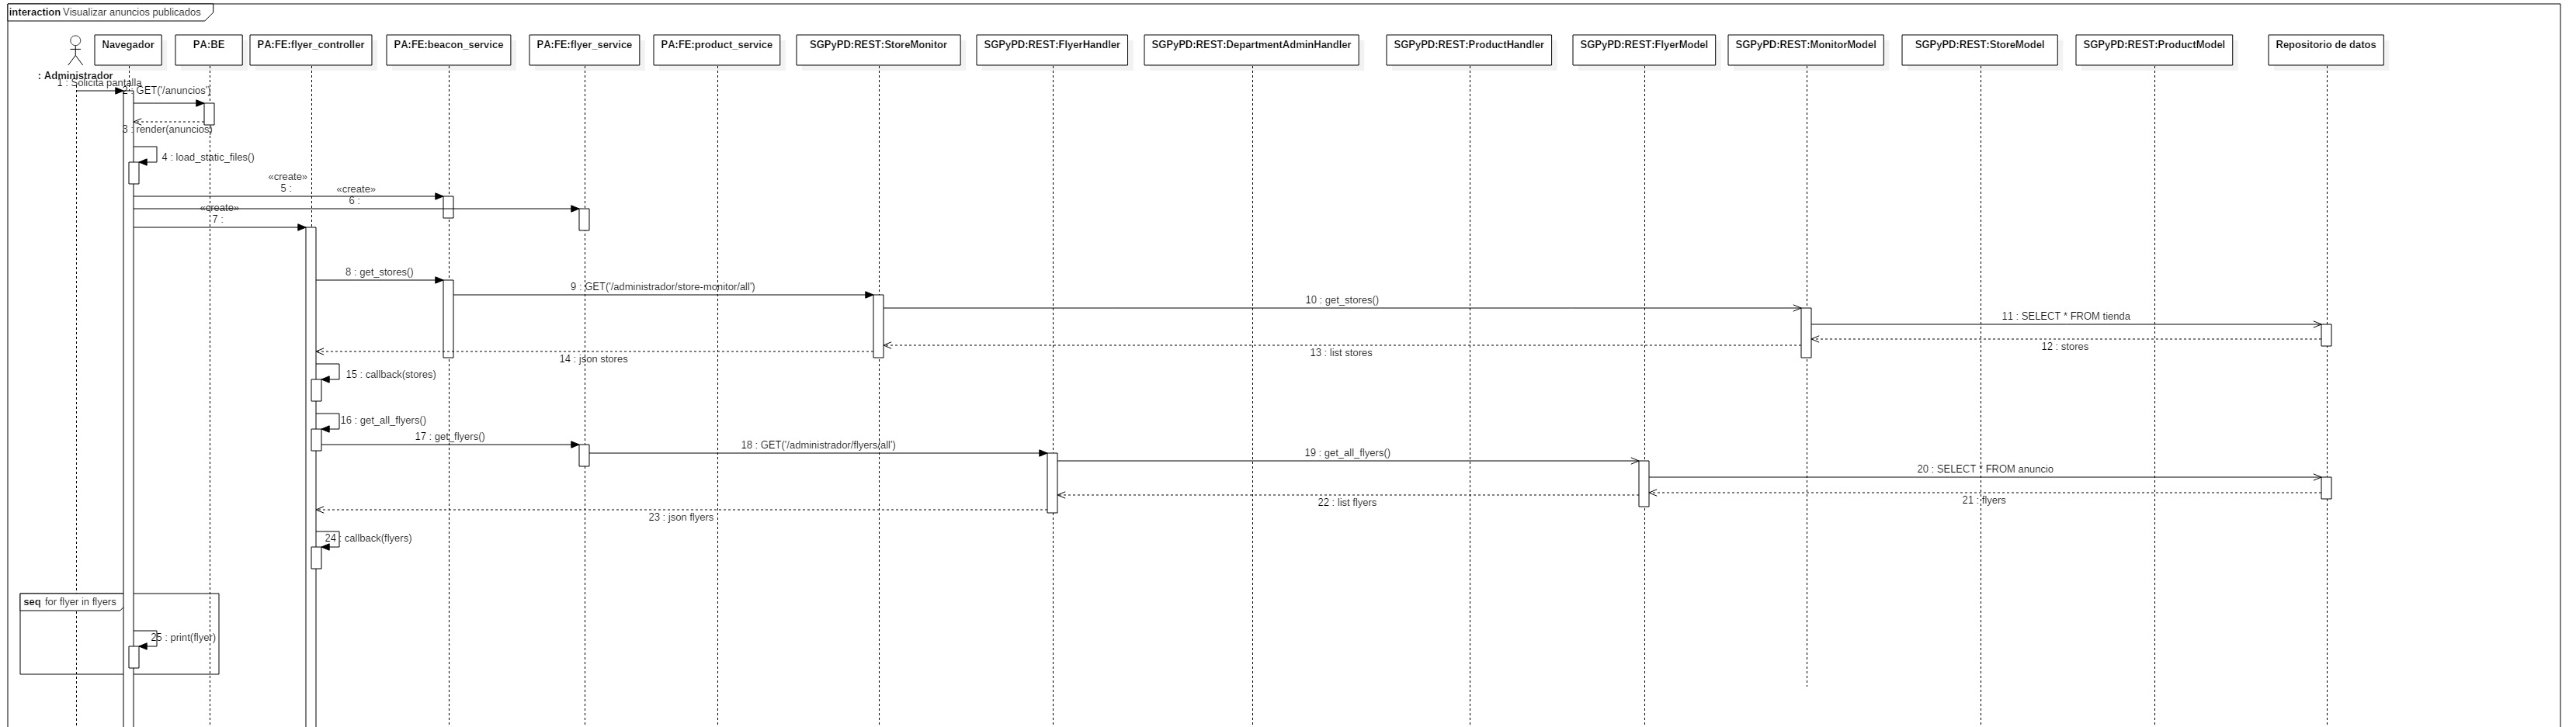 interaction Visualizar anuncios publicados
Navegador
PA:BE
PA:FE:flyer_controller
PA:FE:beacon_service
PA:FE:flyer_service
PA:FE:product_service
SGPyPD:REST:StoreMonitor
SGPyPD:REST:FlyerHandler
SGPyPD:REST:DepartmentAdminHandler
SGPyPD:REST:ProductHandler
SGPyPD:REST:FlyerModel
SGPyPD:REST:MonitorModel
SGPyPD:REST:StoreModel
SGPyPD:REST:ProductModel
Repositorio de datos
: Administrador
1 : Solicita pantalla
2 : GET('/anuncios')
3 : render(anuncios)
4 : load_static_files()
«create»
5 :
«create»
6 :
«create»
7 :
8 : get_stores()
9 : GET('/administrador/store-monitor/all')
10 : get_stores()
11 : SELECT * FROM tienda
12 : stores
13 : list stores
14 : json stores
15 : callback(stores)
16 : get_all_flyers()
17 : get_flyers()
18 : GET('/administrador/flyers/all')
19 : get_all_flyers()
20 : SELECT * FROM anuncio
21 : flyers
22 : list flyers
23 : json flyers
24 : callback(flyers)
seq for flyer in flyers
25 : print(flyer)